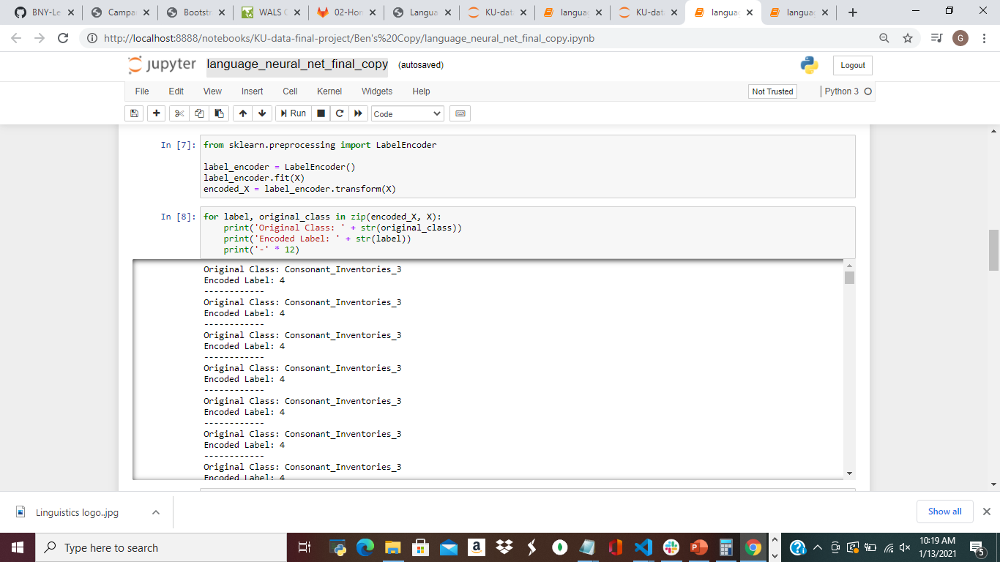 BNY-Le
Campa
Bootst
WALS C
02-Hon
Langua
KU-dat
langua
KU-dat
langua
langua
http://localhost:8888/notebooks/KU-data-final-project/Ben's%20Copy/language_neural_net_final_copy.ipynb
G
jupyter language_neural_net_final_copy (autosaved)
Logout
File Edit View Insert Cell Kernel Widgets Help
Not Trusted
Python 3
Run
Code
In [7]: from sklearn.preprocessing import LabelEncoder
label_encoder = LabelEncoder()
label_encoder.fit(X)
encoded_X = label_encoder.transform(X)
In [8]: for label, original_class in zip(encoded_X, X):
print('Original Class: ' + str(original_class))
print('Encoded Label: ' + str(label))
print('-' * 12)
Original Class: Consonant_Inventories_3
Encoded Label: 4
------------
Original Class: Consonant_Inventories_3
Encoded Label: 4
------------
Original Class: Consonant_Inventories_3
Encoded Label: 4
------------
Original Class: Consonant_Inventories_3
Encoded Label: 4
------------
Original Class: Consonant_Inventories_3
Encoded Label: 4
------------
Original Class: Consonant_Inventories_3
Encoded Label: 4
------------
Original Class: Consonant_Inventories_3
Encoded Label: 4
Linguistics logo..jpg
Show all
Type here to search
10:19 AM
1/13/2021
5